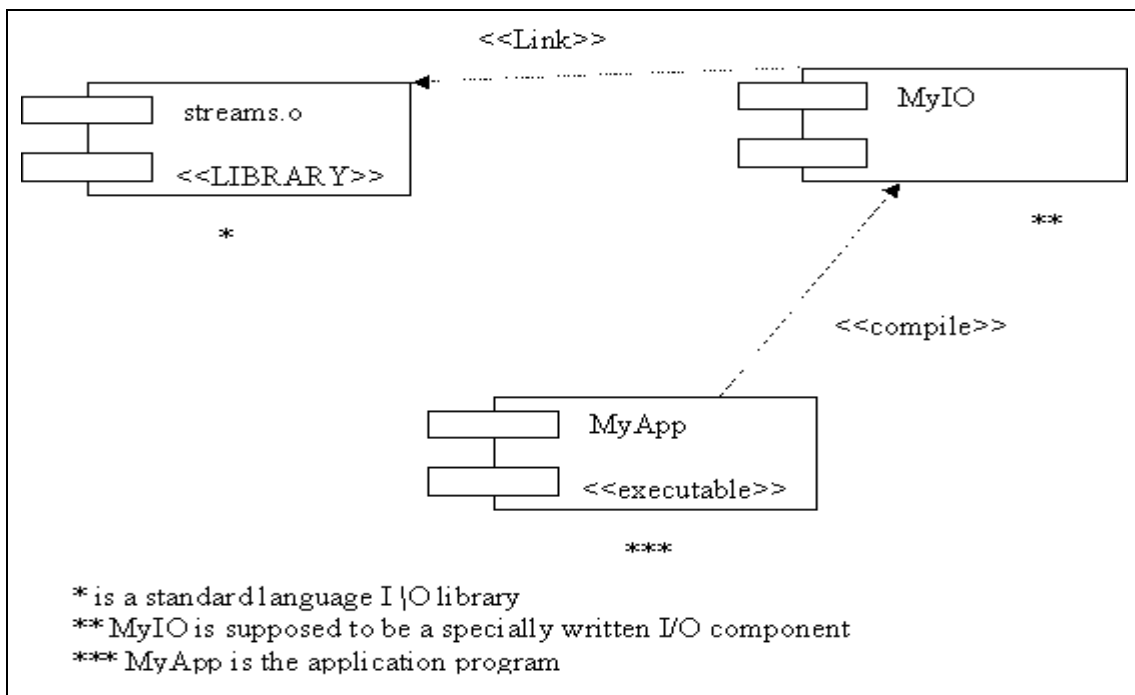 <<Link>>
streams.o
<<LIBRARY>>
*
MyIO
**
<<compile>>
MyApp
<<executable>>
***
* is a standard language I \O library
** MyIO is supposed to be a specially written I/O component
*** MyApp is the application program